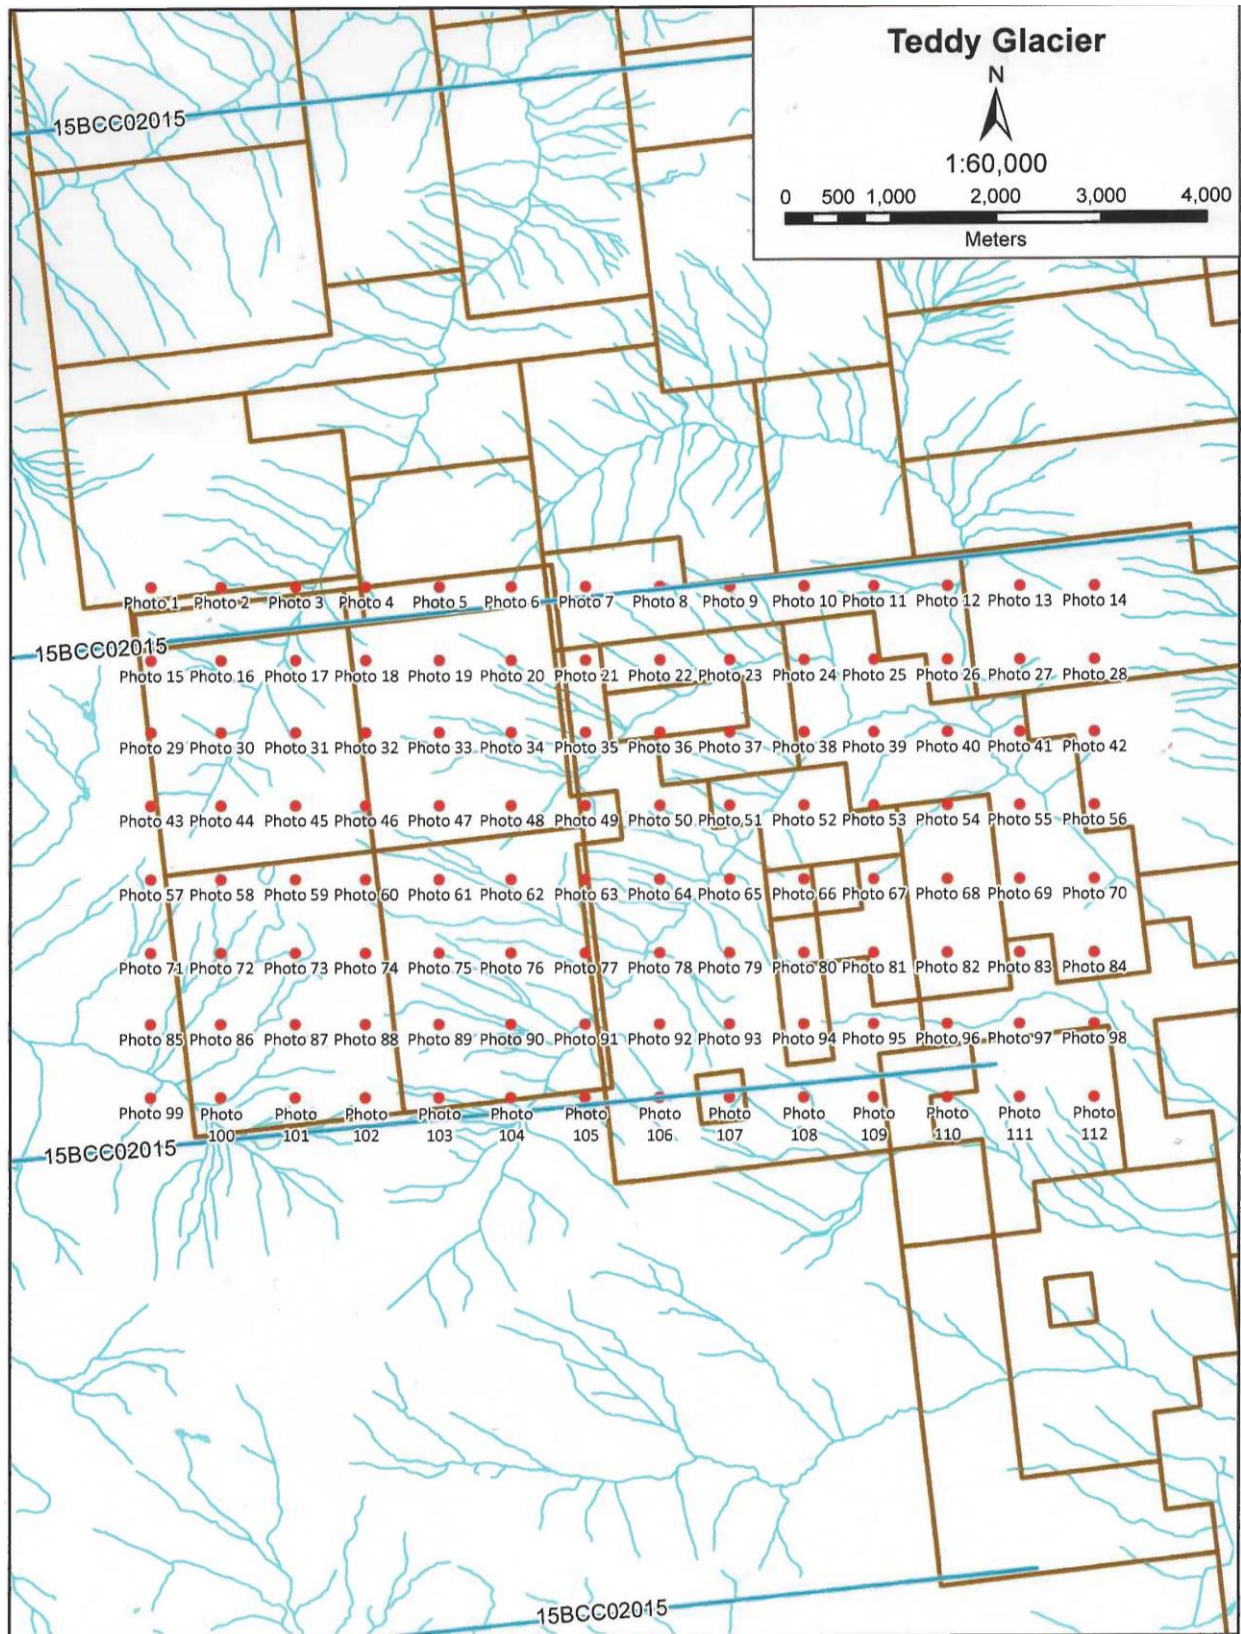 Teddy Glacier
N
1:60,000
0 500 1,000 2,000 3,000 4,000
Meters
15BCC02015
Photo 1 Photo 2 Photo 3 Photo 4 Photo 5 Photo 6 Photo 7 Photo 8 Photo 9 Photo 10 Photo 11 Photo 12 Photo 13 Photo 14
15BCC02015
Photo 15 Photo 16 Photo 17 Photo 18 Photo 19 Photo 20 Photo 21 Photo 22 Photo 23 Photo 24 Photo 25 Photo 26 Photo 27 Photo 28
Photo 29 Photo 30 Photo 31 Photo 32 Photo 33 Photo 34 Photo 35 Photo 36 Photo 37 Photo 38 Photo 39 Photo 40 Photo 41 Photo 42
Photo 43 Photo 44 Photo 45 Photo 46 Photo 47 Photo 48 Photo 49 Photo 50 Photo 51 Photo 52 Photo 53 Photo 54 Photo 55 Photo 56
Photo 57 Photo 58 Photo 59 Photo 60 Photo 61 Photo 62 Photo 63 Photo 64 Photo 65 Photo 66 Photo 67 Photo 68 Photo 69 Photo 70
Photo 71 Photo 72 Photo 73 Photo 74 Photo 75 Photo 76 Photo 77 Photo 78 Photo 79 Photo 80 Photo 81 Photo 82 Photo 83 Photo 84
Photo 85 Photo 86 Photo 87 Photo 88 Photo 89 Photo 90 Photo 91 Photo 92 Photo 93 Photo 94 Photo 95 Photo 96 Photo 97 Photo 98
Photo 99 Photo Photo Photo Photo Photo Photo Photo Photo Photo Photo Photo Photo Photo
100 101 102 103 104 105 106 107 108 109 110 111 112
15BCC02015
15BCC02015